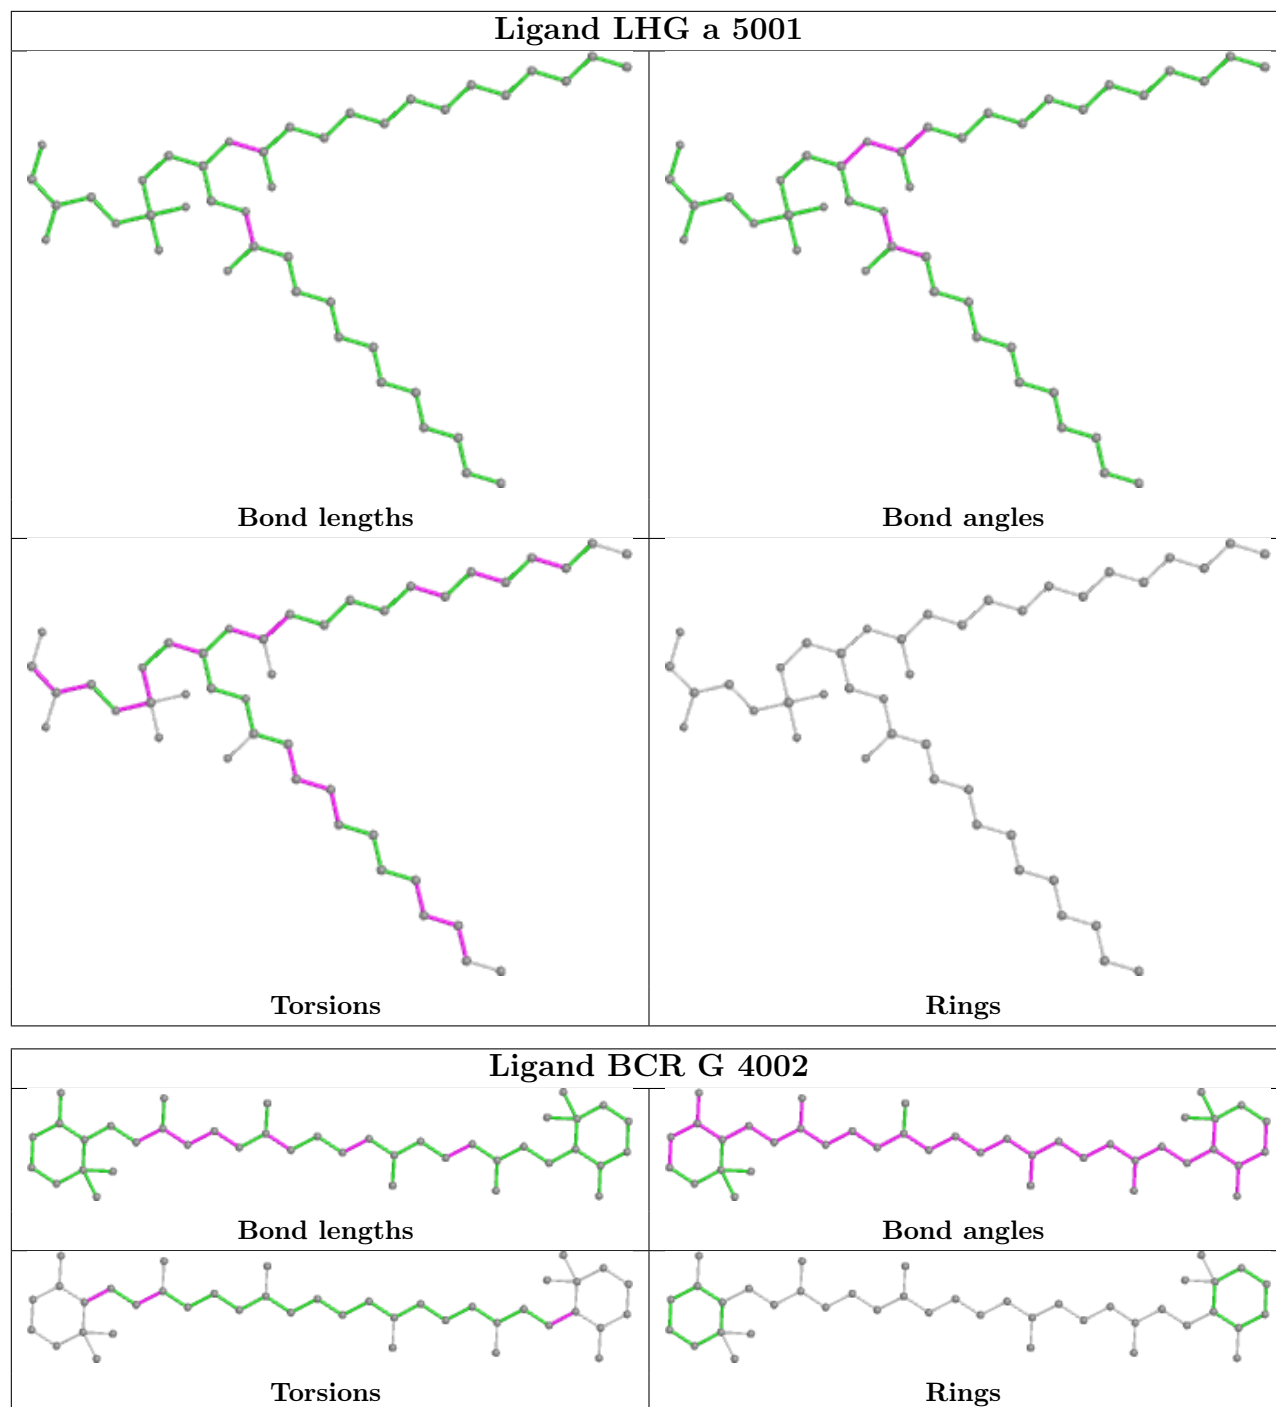 Ligand LHG a 5001
Bond lengths
Bond angles
Torsions
Rings
Ligand BCR G 4002
Bond lengths
Bond angles
Torsions
Rings